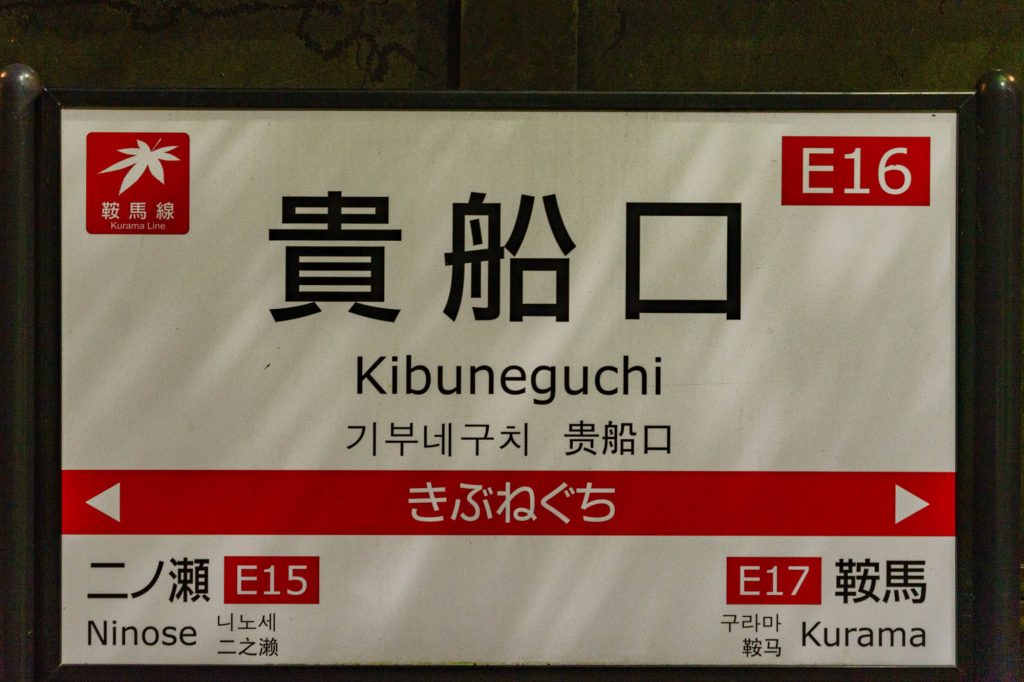 鞍馬線
Kurama Line
E16
貴船口
Kibuneguchi
기부네구치 贵船口
きぶねぐち
二ノ瀬 E15
Ninose
니노세
二之濑
E17 鞍馬
구라마
鞍马
Kurama